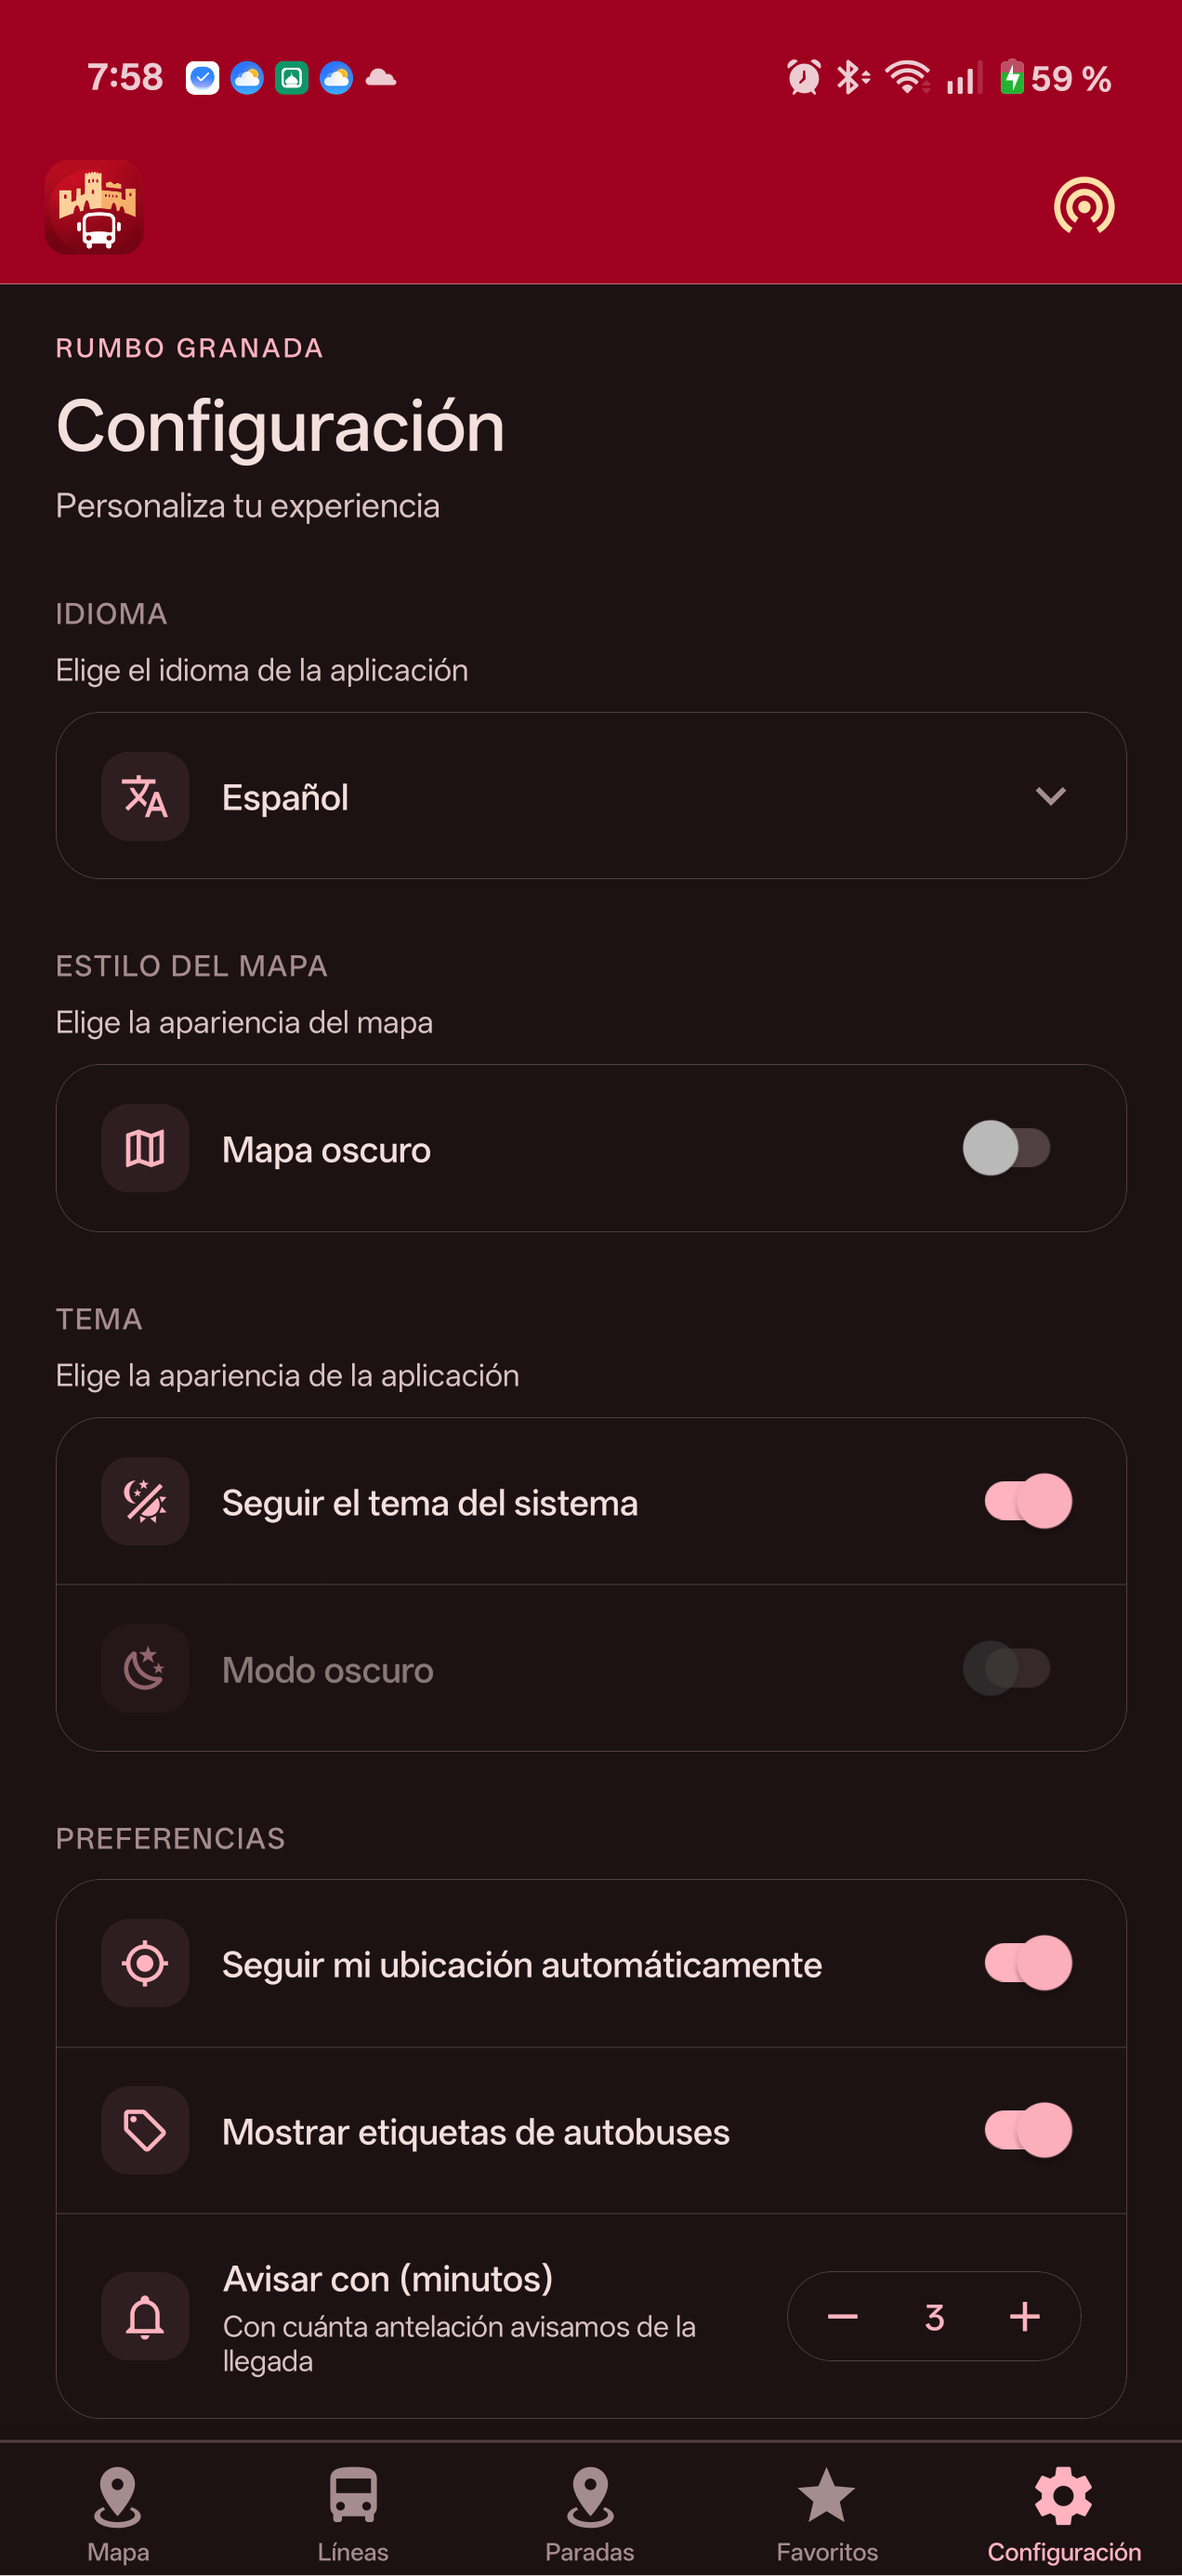 7:58
59 %
RUMBO GRANADA
Configuración
Personaliza tu experiencia
IDIOMA
Elige el idioma de la aplicación
Español
ESTILO DEL MAPA
Elige la apariencia del mapa
Mapa oscuro
TEMA
Elige la apariencia de la aplicación
Seguir el tema del sistema
Modo oscuro
PREFERENCIAS
Seguir mi ubicación automáticamente
Mostrar etiquetas de autobuses
Avisar con (minutos)
Con cuánta antelación avisamos de la
llegada
3
Mapa
Líneas
Paradas
Favoritos
Configuración